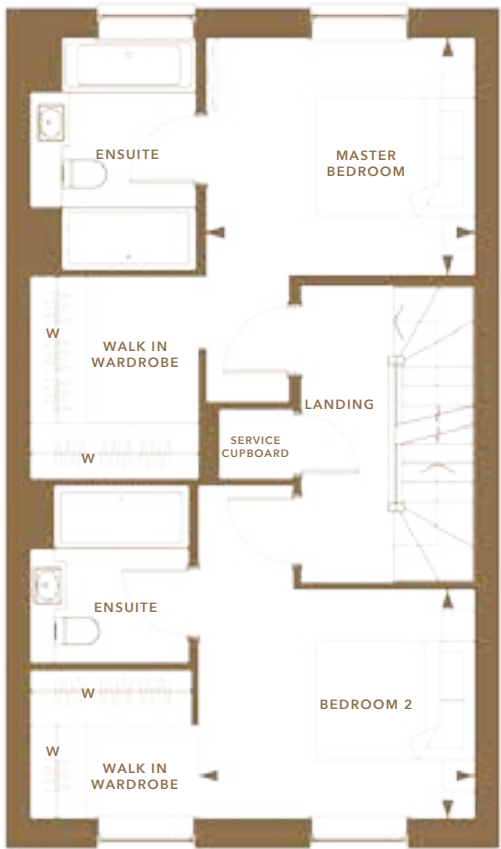 ENSUITE
MASTER
BEDROOM
W
WALK IN
WARDROBE
LANDING
SERVICE
CUPBOARD
W
ENSUITE
W
BEDROOM 2
W
WALK IN
WARDROBE